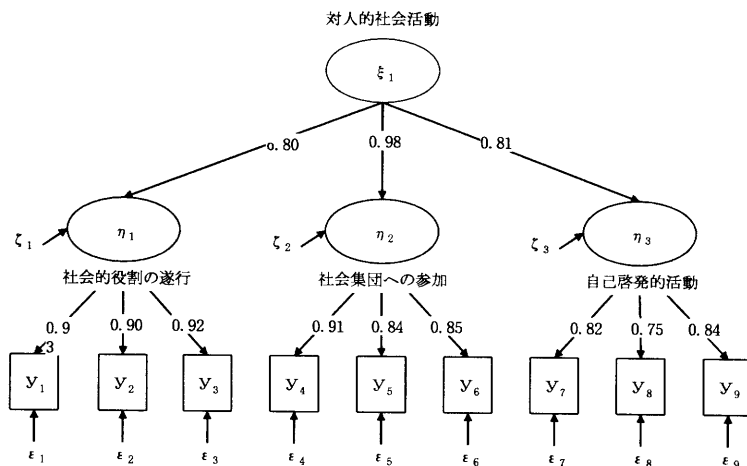 対人的社会活動
ξ₁
0.80 0.98 0.81
ζ₁ η₁ ζ₂ η₂ ζ₃ η₃
社会的役割の遂行 社会集団への参加 自己啓発的活動
0.9
3 0.90 0.92 0.91 0.84 0.85 0.82 0.75 0.84
y₁ y₂ y₃ y₄ y₅ y₆ y₇ y₈ y₉
ε₁ ε₂ ε₃ ε₄ ε₅ ε₆ ε₇ ε₈ ε₉